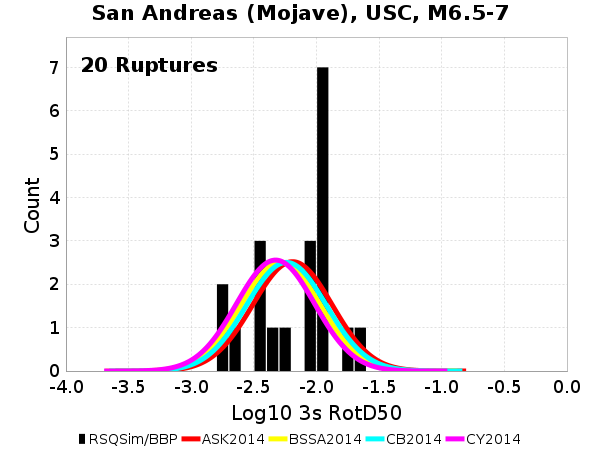 San Andreas (Mojave), USC, M6.5-7
20 Ruptures
Count
7
6
5
4
3
2
1
0
-4.0 -3.5 -3.0 -2.5 -2.0 -1.5 -1.0 -0.5 0.0
Log10 3s RotD50
RSQSim/BBP ASK2014 BSSA2014 CB2014 CY2014